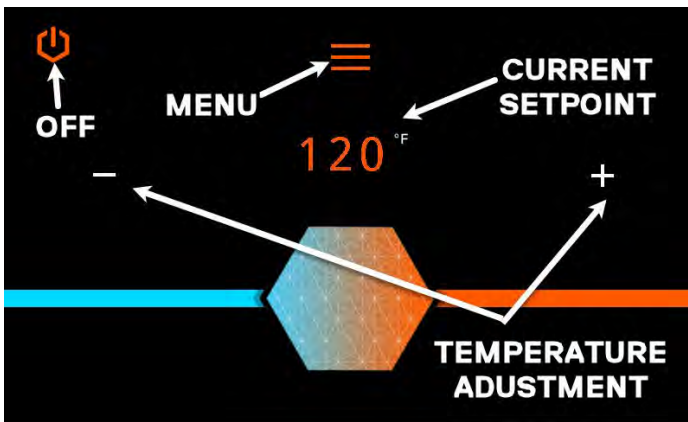 OFF
MENU
CURRENT
SETPOINT
120 °F
−
+
TEMPERATURE
ADUSTMENT